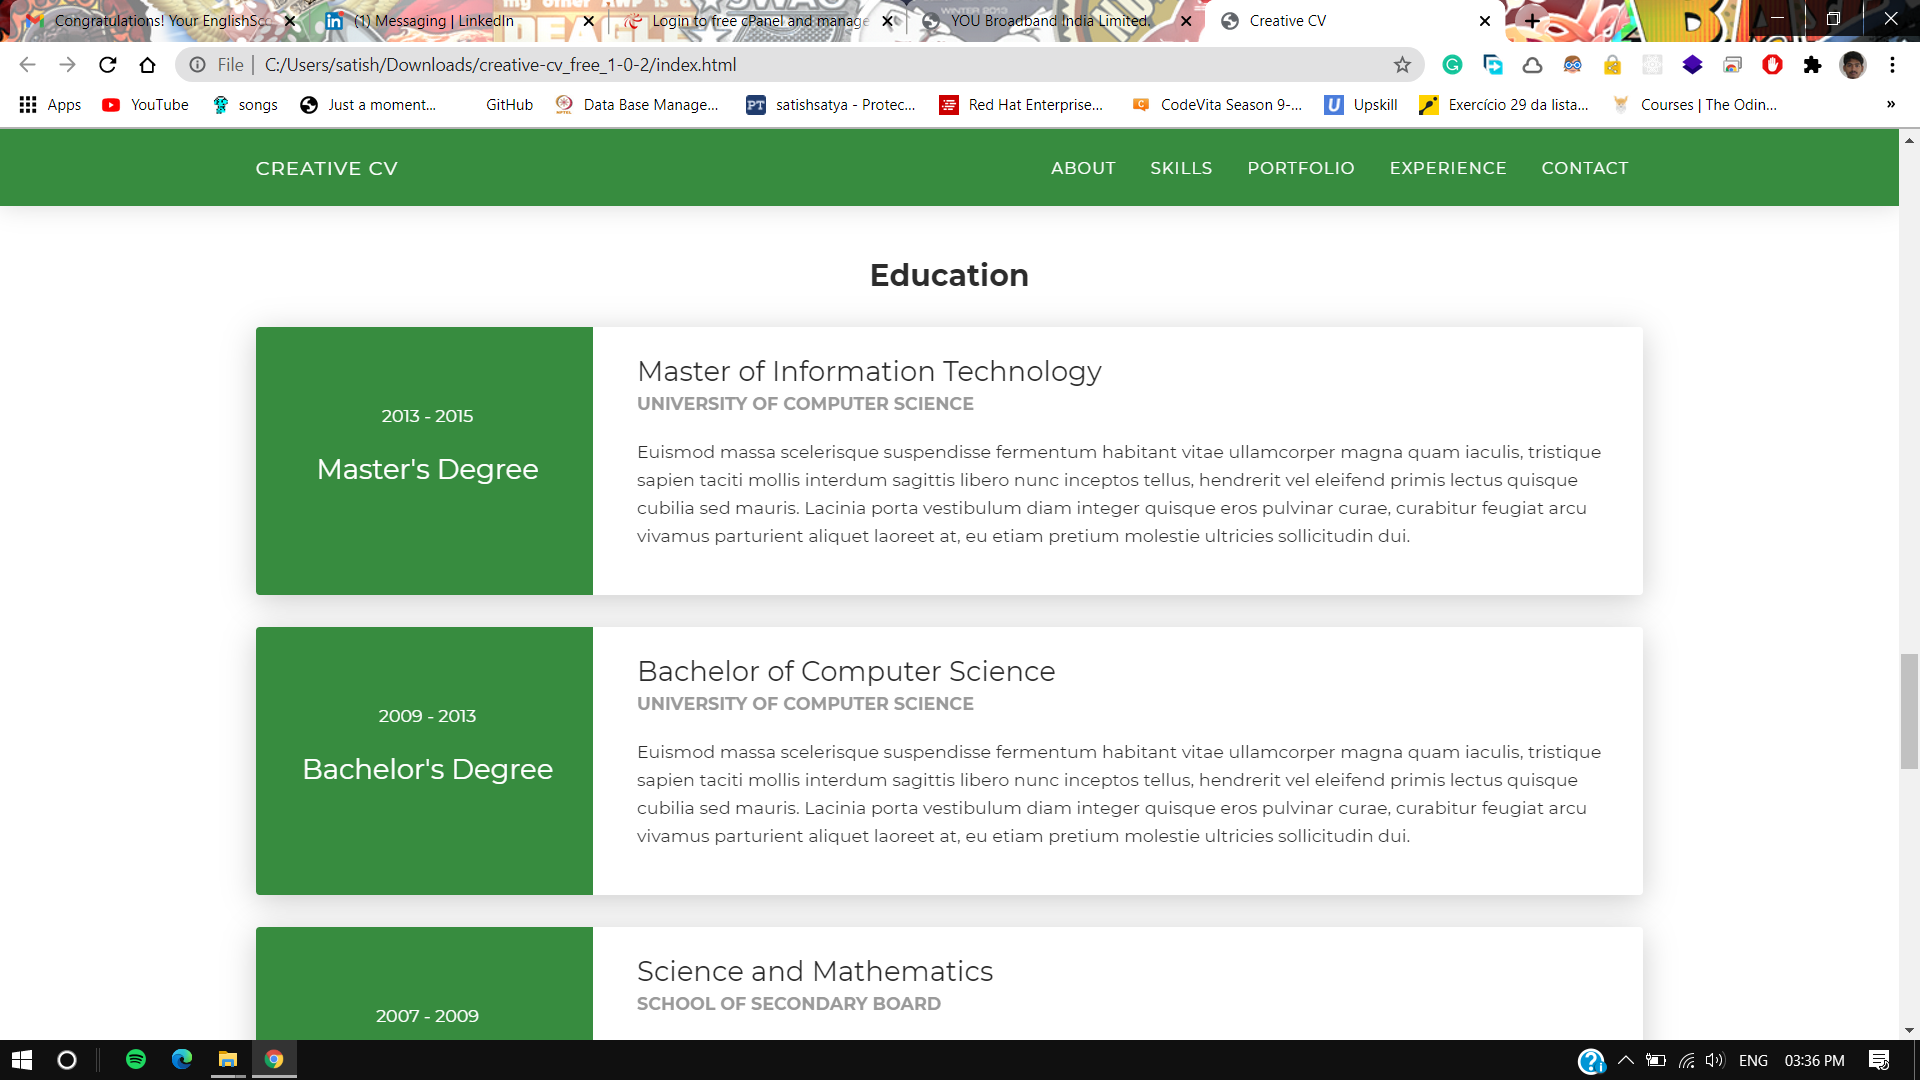 Congratulations! Your EnglishSco
(1) Messaging | LinkedIn
Login to free cPanel and manage
YOU Broadband India Limited.
Creative CV
File | C:/Users/satish/Downloads/creative-cv_free_1-0-2/index.html
Apps
YouTube
songs
Just a moment...
GitHub
Data Base Manage...
PT satishsatya - Protec...
Red Hat Enterprise...
CodeVita Season 9-...
U Upskill
Exercício 29 da lista...
Courses | The Odin...
»
CREATIVE CV
ABOUT SKILLS PORTFOLIO EXPERIENCE CONTACT
Education
2013 - 2015
Master's Degree
Master of Information Technology
UNIVERSITY OF COMPUTER SCIENCE
Euismod massa scelerisque suspendisse fermentum habitant vitae ullamcorper magna quam iaculis, tristique
sapien taciti mollis interdum sagittis libero nunc inceptos tellus, hendrerit vel eleifend primis lectus quisque
cubilia sed mauris. Lacinia porta vestibulum diam integer quisque eros pulvinar curae, curabitur feugiat arcu
vivamus parturient aliquet laoreet at, eu etiam pretium molestie ultricies sollicitudin dui.
2009 - 2013
Bachelor's Degree
Bachelor of Computer Science
UNIVERSITY OF COMPUTER SCIENCE
Euismod massa scelerisque suspendisse fermentum habitant vitae ullamcorper magna quam iaculis, tristique
sapien taciti mollis interdum sagittis libero nunc inceptos tellus, hendrerit vel eleifend primis lectus quisque
cubilia sed mauris. Lacinia porta vestibulum diam integer quisque eros pulvinar curae, curabitur feugiat arcu
vivamus parturient aliquet laoreet at, eu etiam pretium molestie ultricies sollicitudin dui.
2007 - 2009
Science and Mathematics
SCHOOL OF SECONDARY BOARD
ENG
03:36 PM